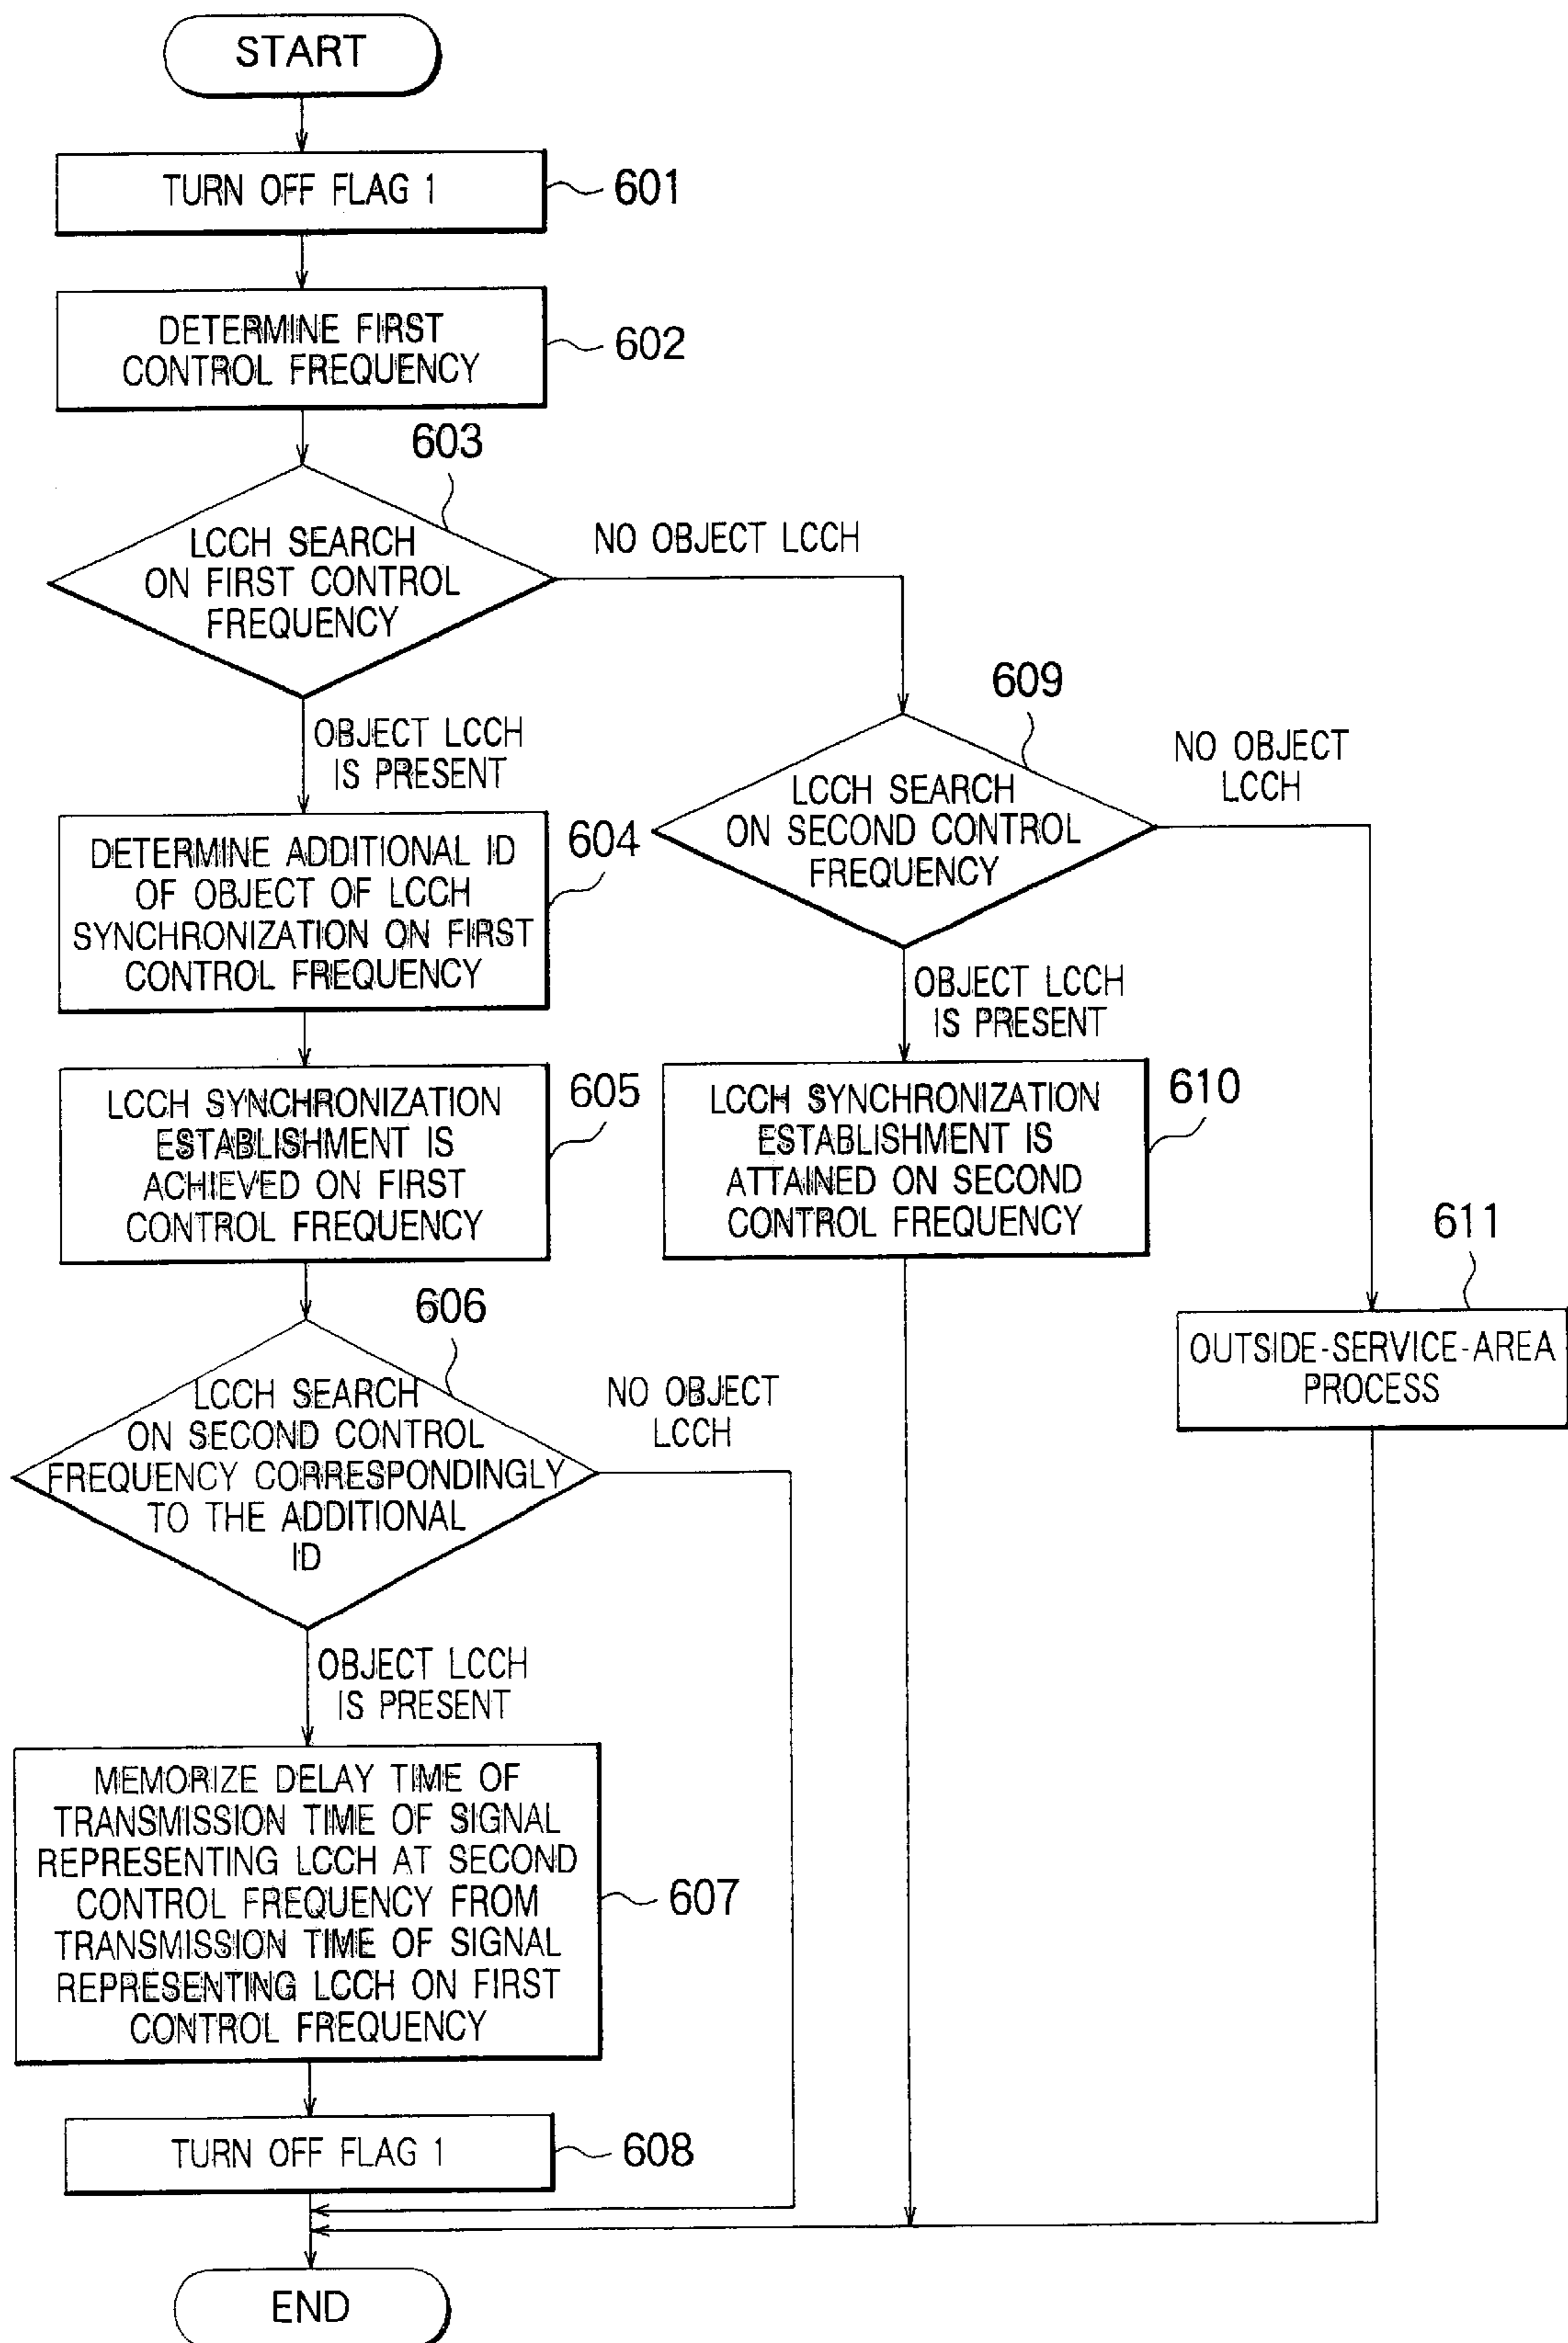 START
TURN OFF FLAG 1
601
DETERMINE FIRST
CONTROL FREQUENCY
602
603
LCCH SEARCH
ON FIRST CONTROL
FREQUENCY
NO OBJECT LCCH
OBJECT LCCH
IS PRESENT
609
LCCH SEARCH
ON SECOND CONTROL
FREQUENCY
NO OBJECT
LCCH
DETERMINE ADDITIONAL ID
OF OBJECT OF LCCH
SYNCHRONIZATION ON FIRST
CONTROL FREQUENCY
604
OBJECT LCCH
IS PRESENT
LCCH SYNCHRONIZATION
ESTABLISHMENT IS
ACHIEVED ON FIRST
CONTROL FREQUENCY
605
LCCH SYNCHRONIZATION
ESTABLISHMENT IS
ATTAINED ON SECOND
CONTROL FREQUENCY
610
611
OUTSIDE-SERVICE-AREA
PROCESS
606
LCCH SEARCH
ON SECOND CONTROL
FREQUENCY CORRESPONDINGLY
TO THE ADDITIONAL
ID
NO OBJECT
LCCH
OBJECT LCCH
IS PRESENT
MEMORIZE DELAY TIME OF
TRANSMISSION TIME OF SIGNAL
REPRESENTING LCCH AT SECOND
CONTROL FREQUENCY FROM
TRANSMISSION TIME OF SIGNAL
REPRESENTING LCCH ON FIRST
CONTROL FREQUENCY
607
TURN OFF FLAG 1
608
END